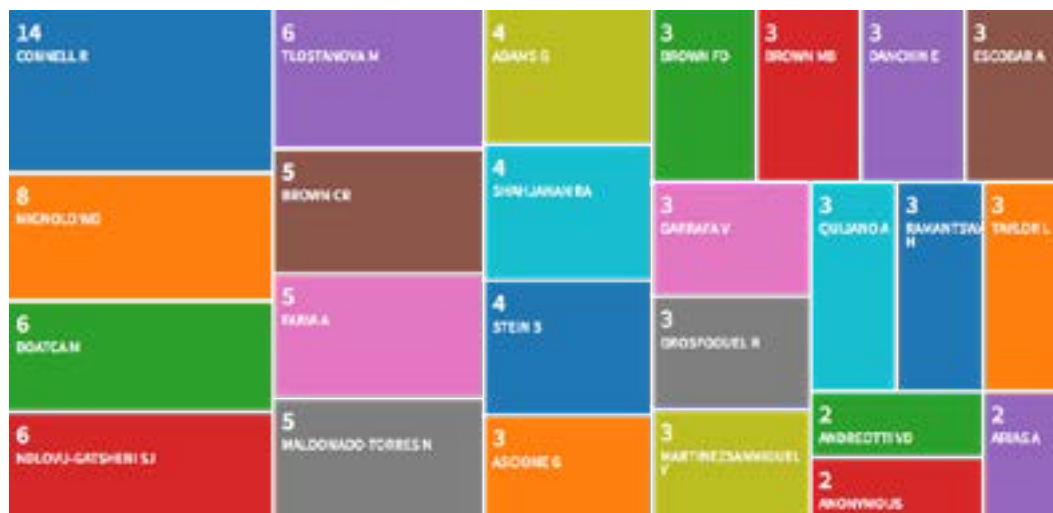 14
CONNELL R
8
MIGNOLO WD
6
BOATCA M
6
NDLOVU-GATSHENI SJ
6
TLOSTANOVA M
5
BROWN CR
5
FARIA A
5
MALDONADO-TORRES N
4
ADAMS G
4
SHAHJAHAN RA
4
STEIN S
3
ASCIONE G
3
BROWN FD
3
BROWN MB
3
DANCHIN E
3
ESCOBAR A
3
GARRAFA V
3
GROSFOGUEL R
3
MARTINEZSANMIGUEL
Y
3
QUIJANO A
3
RAMANTSWA
H
3
TAYLOR L
2
ANDREOTTI VD
2
ANONYMOUS
2
ARIAS A